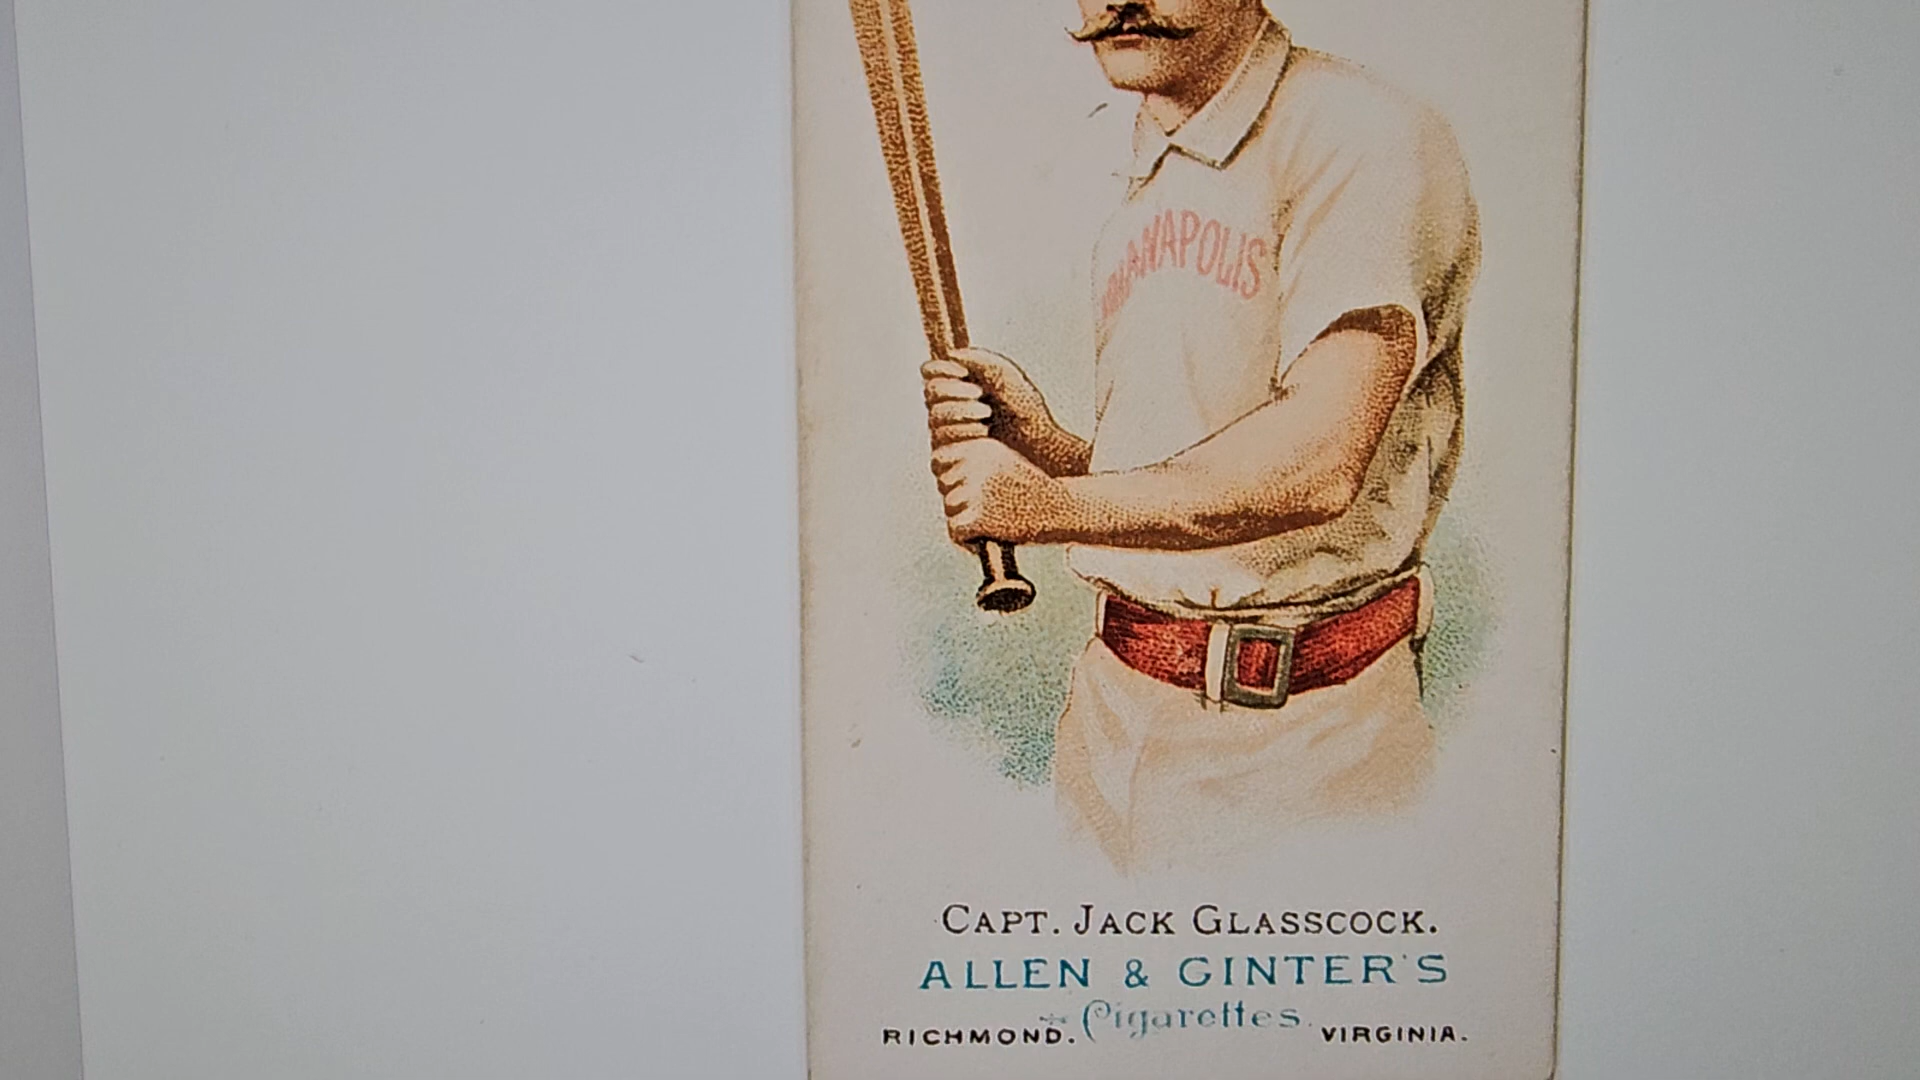 INDIANAPOLIS
CAPT. JACK GLASSCOCK.
ALLEN & GINTER'S
Cigarettes.
RICHMOND. VIRGINIA.